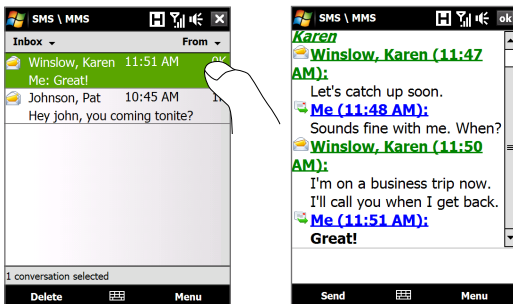 SMS \ MMS
Inbox From
Winslow, Karen 11:51 AM
Me: Great!
Johnson, Pat 10:45 AM
Hey john, you coming tonite?
1 conversation selected
Delete Menu
SMS \ MMS ok
Karen
Winslow, Karen (11:47
AM):
Let's catch up soon.
Me (11:48 AM):
Sounds fine with me. When?
Winslow, Karen (11:50
AM):
I'm on a business trip now.
I'll call you when I get back.
Me (11:51 AM):
Great!
Send Menu